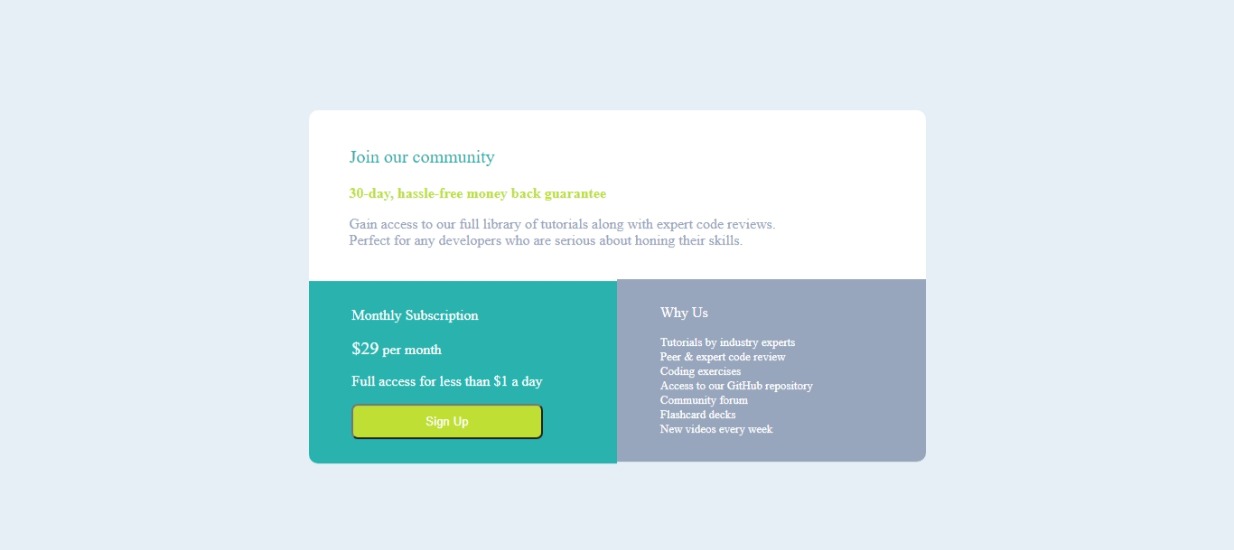 Join our community
30-day, hassle-free money back guarantee
Gain access to our full library of tutorials along with expert code reviews.
Perfect for any developers who are serious about honing their skills.
Monthly Subscription
$29 per month
Full access for less than $1 a day
Sign Up
Why Us
Tutorials by industry experts
Peer & expert code review
Coding exercises
Access to our GitHub repository
Community forum
Flashcard decks
New videos every week